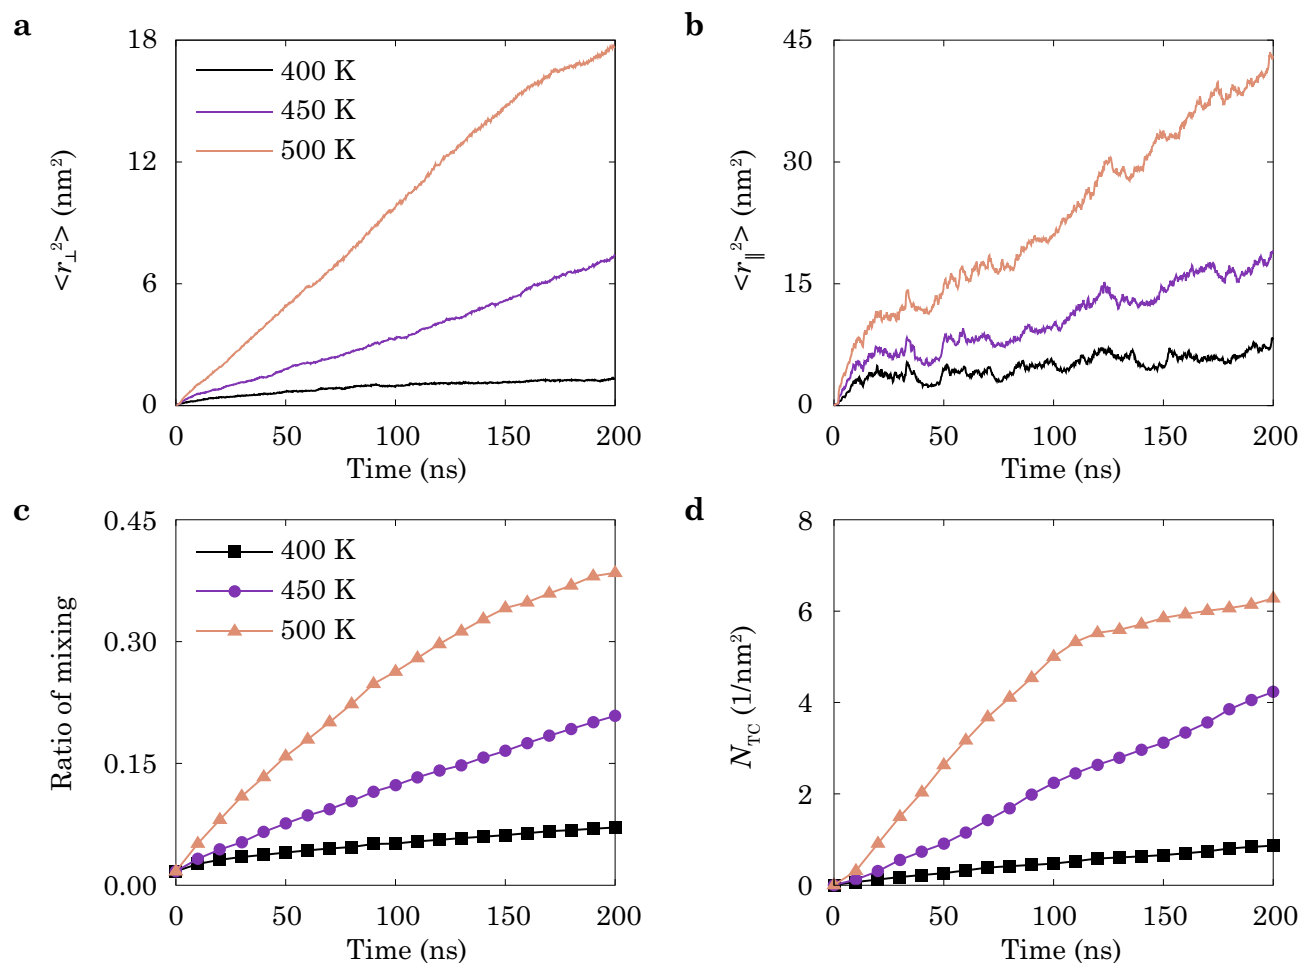 a
18
12
6
0
<r⊥²> (nm²)
400 K
450 K
500 K
0 50 100 150 200
Time (ns)
b
45
30
15
0
<r∥²> (nm²)
0 50 100 150 200
Time (ns)
c
0.45
0.30
0.15
0.00
Ratio of mixing
400 K
450 K
500 K
0 50 100 150 200
Time (ns)
d
8
6
4
2
0
N_TC (1/nm²)
0 50 100 150 200
Time (ns)